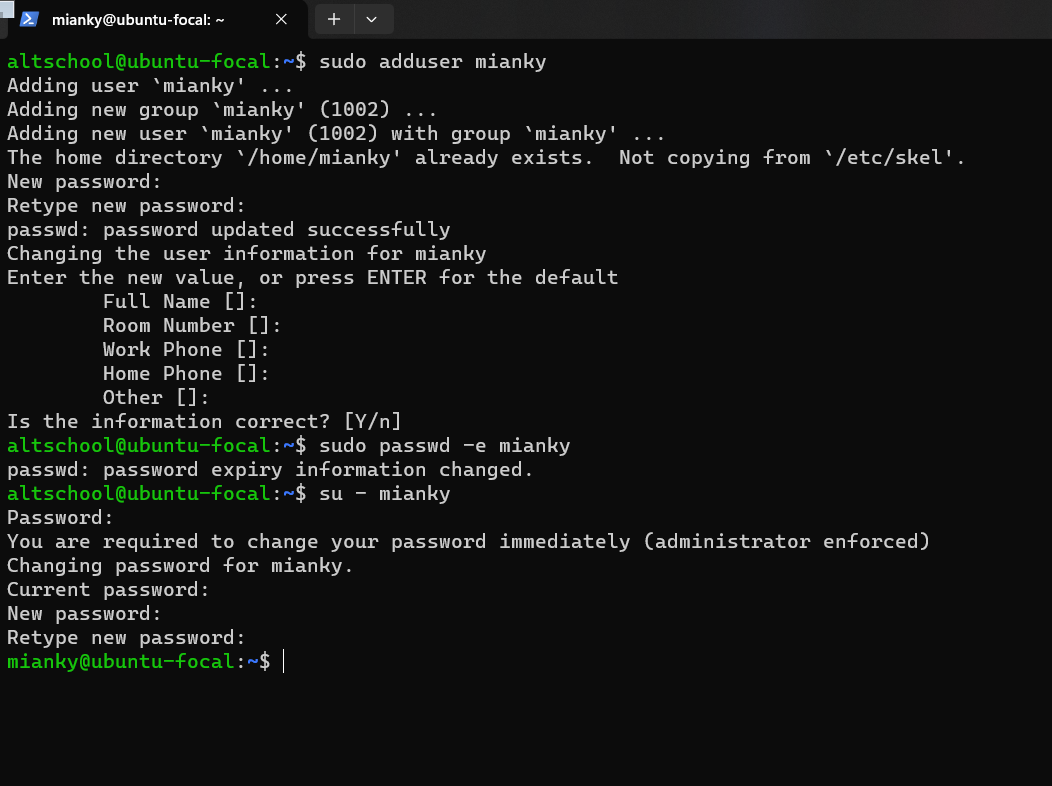 mianky@ubuntu-focal: ~
altschool@ubuntu-focal:~$ sudo adduser mianky
Adding user `mianky' ...
Adding new group `mianky' (1002) ...
Adding new user `mianky' (1002) with group `mianky' ...
The home directory `/home/mianky' already exists.  Not copying from `/etc/skel'.
New password:
Retype new password:
passwd: password updated successfully
Changing the user information for mianky
Enter the new value, or press ENTER for the default
        Full Name []:
        Room Number []:
        Work Phone []:
        Home Phone []:
        Other []:
Is the information correct? [Y/n]
altschool@ubuntu-focal:~$ sudo passwd -e mianky
passwd: password expiry information changed.
altschool@ubuntu-focal:~$ su - mianky
Password:
You are required to change your password immediately (administrator enforced)
Changing password for mianky.
Current password:
New password:
Retype new password:
mianky@ubuntu-focal:~$